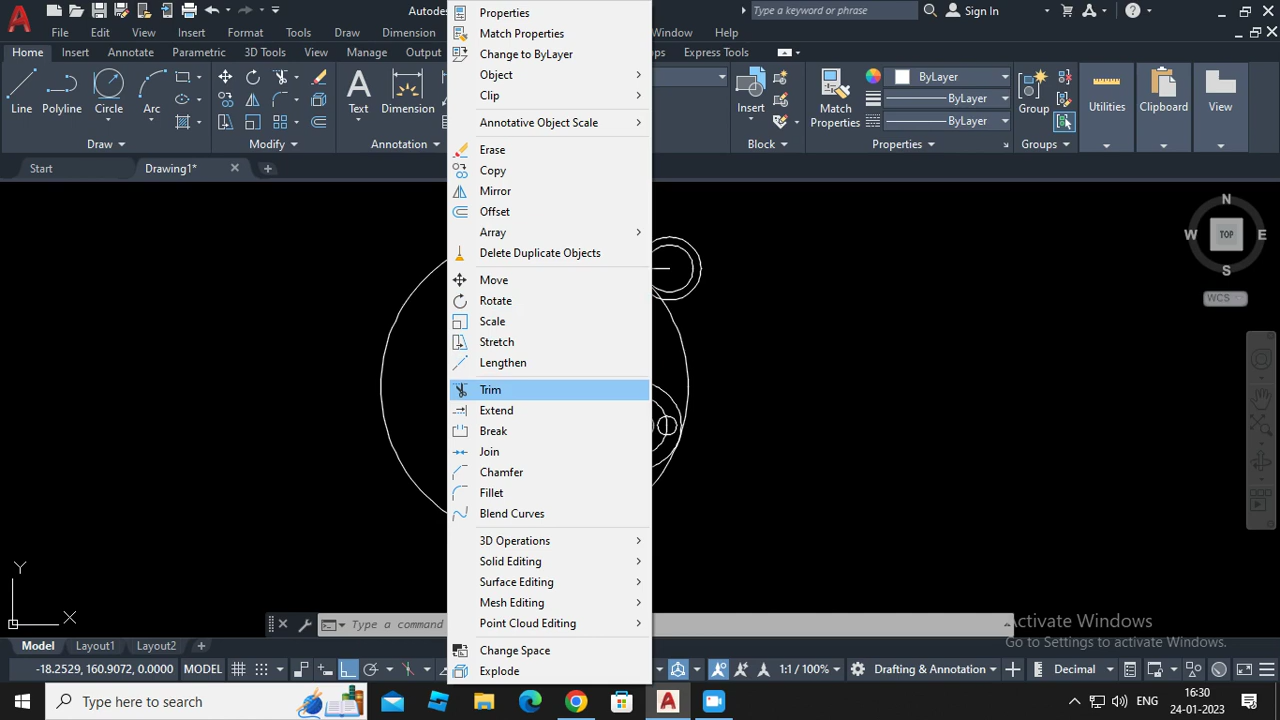 Autodes
Properties
Type a keyword or phrase
Sign In
File
Edit
View
Insert
Format
Tools
Draw
Dimension
Window
Help
Home
Insert
Annotate
Parametric
3D Tools
View
Manage
Output
Express Tools
Match Properties
Change to ByLayer
Object
Clip
Annotative Object Scale
Line
Polyline
Circle
Arc
Text
Dimension
Insert
Match
Properties
ByLayer
ByLayer
ByLayer
Group
Utilities
Clipboard
View
Draw
Modify
Annotation
Block
Properties
Groups
Start
Drawing1*
Erase
Copy
Mirror
Offset
Array
Delete Duplicate Objects
Move
Rotate
Scale
Stretch
Lengthen
Trim
Extend
Break
Join
Chamfer
Fillet
Blend Curves
3D Operations
Solid Editing
Surface Editing
Mesh Editing
Point Cloud Editing
Change Space
Explode
N
W
TOP
E
S
WCS
Y
X
Type a command
Activate Windows
Go to Settings to activate Windows.
Model
Layout1
Layout2
-18.2529, 160.9072, 0.0000
MODEL
1:1 / 100%
Drafting & Annotation
Decimal
Type here to search
ENG
16:30
24-01-2023